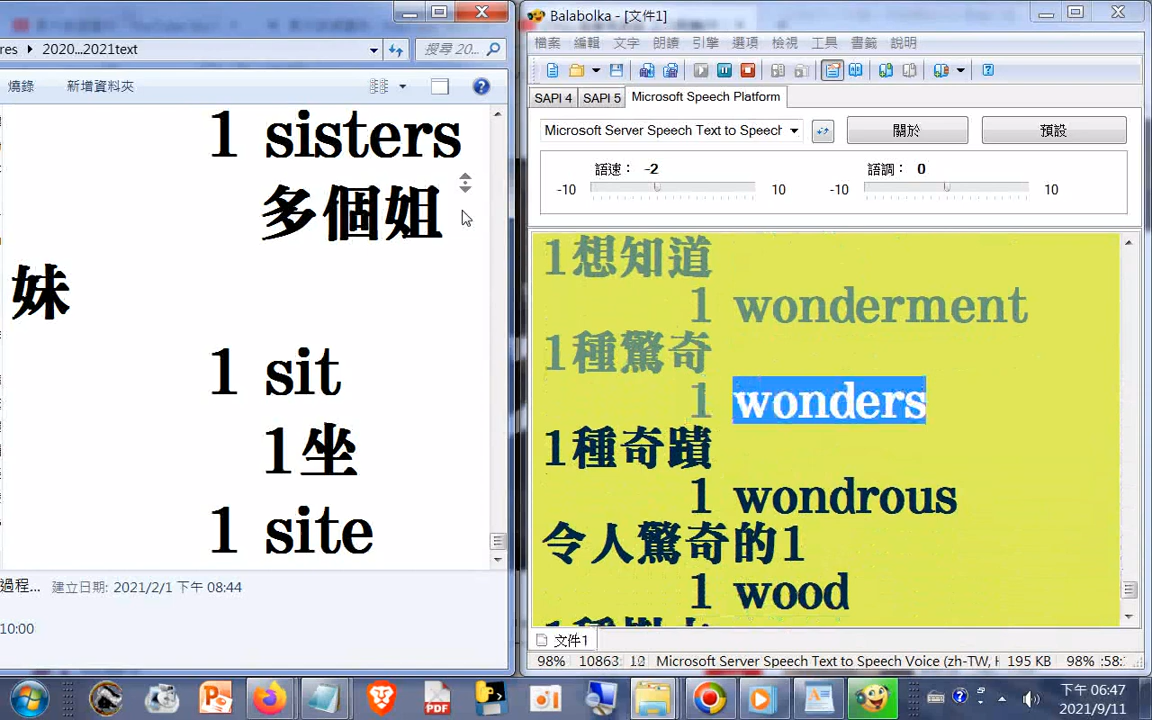 res ▸ 2020...2021text
搜尋 20...
燒錄 新增資料夾
1 sisters
多個姐
妹
1 sit
1坐
1 site
過程... 建立日期: 2021/2/1 下午 08:44
10:00
Balabolka - [文件1]
檔案 編輯 文字 朗讀 引擎 選項 檢視 工具 書籤 說明
SAPI 4 SAPI 5 Microsoft Speech Platform
Microsoft Server Speech Text to Speech
關於 預設
語速： -2 語調： 0
-10 10 -10 10
1想知道
1 wonderment
1種驚奇
1 wonders
1種奇蹟
1 wondrous
令人驚奇的1
1 wood
文件1
98% 10863: Microsoft Server Speech Text to Speech Voice (zh-TW, 195 KB 98% :58:
下午 06:47
2021/9/11